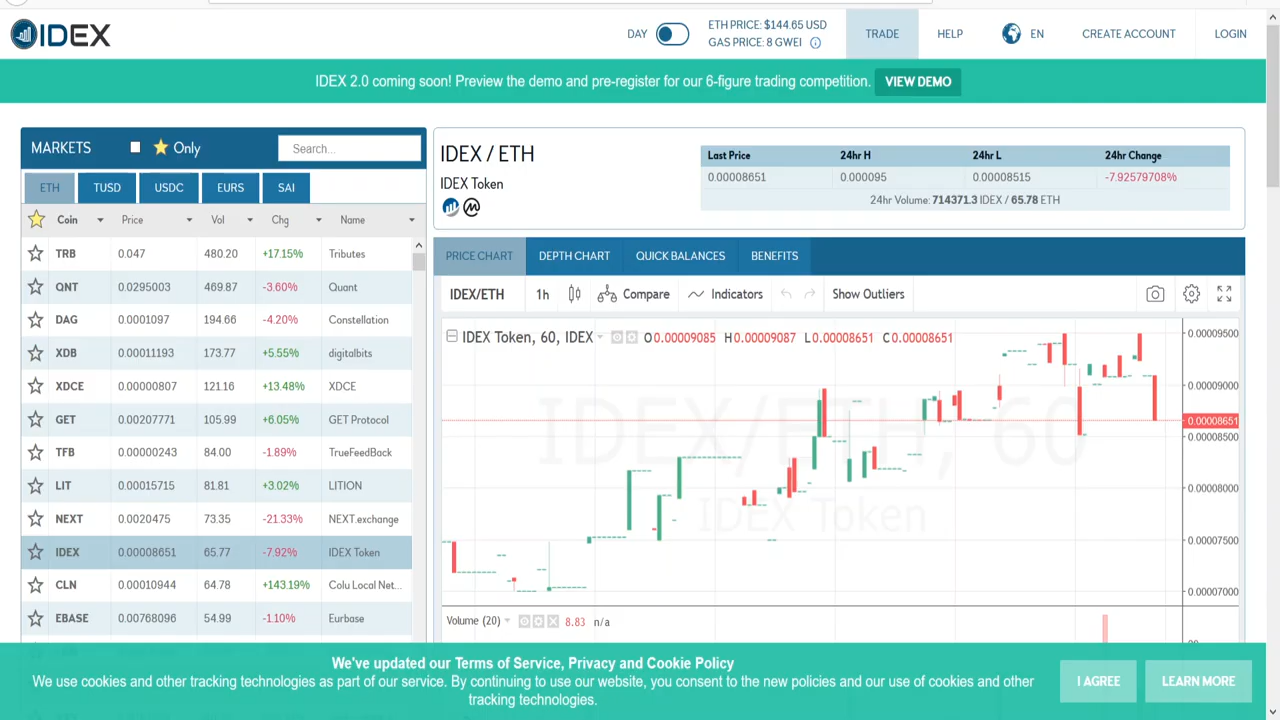 IDEX
DAY
ETH PRICE: $144.65 USD
GAS PRICE: 8 GWEI
TRADE
HELP
EN
CREATE ACCOUNT
LOGIN
IDEX 2.0 coming soon! Preview the demo and pre-register for our 6-figure trading competition. VIEW DEMO
MARKETS Only Search...
ETH TUSD USDC EURS SAI
Coin Price Vol Chg Name
TRB 0.047 480.20 +17.15% Tributes
QNT 0.0295003 469.87 -3.60% Quant
DAG 0.0001097 194.66 -4.20% Constellation
XDB 0.00011193 173.77 +5.55% digitalbits
XDCE 0.00000807 121.16 +13.48% XDCE
GET 0.00207771 105.99 +6.05% GET Protocol
TFB 0.00000243 84.00 -1.89% TrueFeedBack
LIT 0.00015715 81.81 +3.02% LITION
NEXT 0.0020475 73.35 -21.33% NEXT.exchange
IDEX 0.00008651 65.77 -7.92% IDEX Token
CLN 0.00010944 64.78 +143.19% Colu Local Net...
EBASE 0.00768096 54.99 -1.10% Eurbase
IDEX / ETH
IDEX Token
Last Price 24hr H 24hr L 24hr Change
0.00008651 0.000095 0.00008515 -7.92579708%
24hr Volume: 714371.3 IDEX / 65.78 ETH
PRICE CHART DEPTH CHART QUICK BALANCES BENEFITS
IDEX/ETH 1h Compare Indicators Show Outliers
IDEX Token, 60, IDEX O 0.00009085 H 0.00009087 L 0.00008651 C 0.00008651
IDEX/ETH, 60
IDEX Token
0.00009500
0.00009000
0.00008651
0.00008500
0.00008000
0.00007500
0.00007000
Volume (20) 8.83 n/a
We've updated our Terms of Service, Privacy and Cookie Policy
We use cookies and other tracking technologies as part of our service. By continuing to use our website, you consent to the new policies and our use of cookies and other
tracking technologies.
I AGREE
LEARN MORE